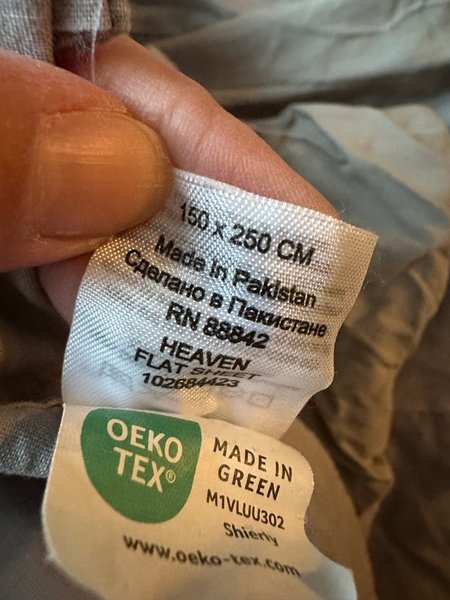 150 x 250 CM
Made in Pakistan
Сделано в Пакистане
RN 88842
HEAVEN
FLAT SHEET
102684423
OEKO
TEX®
MADE IN
GREEN
M1VLUU302
Shierly
www.oeko-tex.com